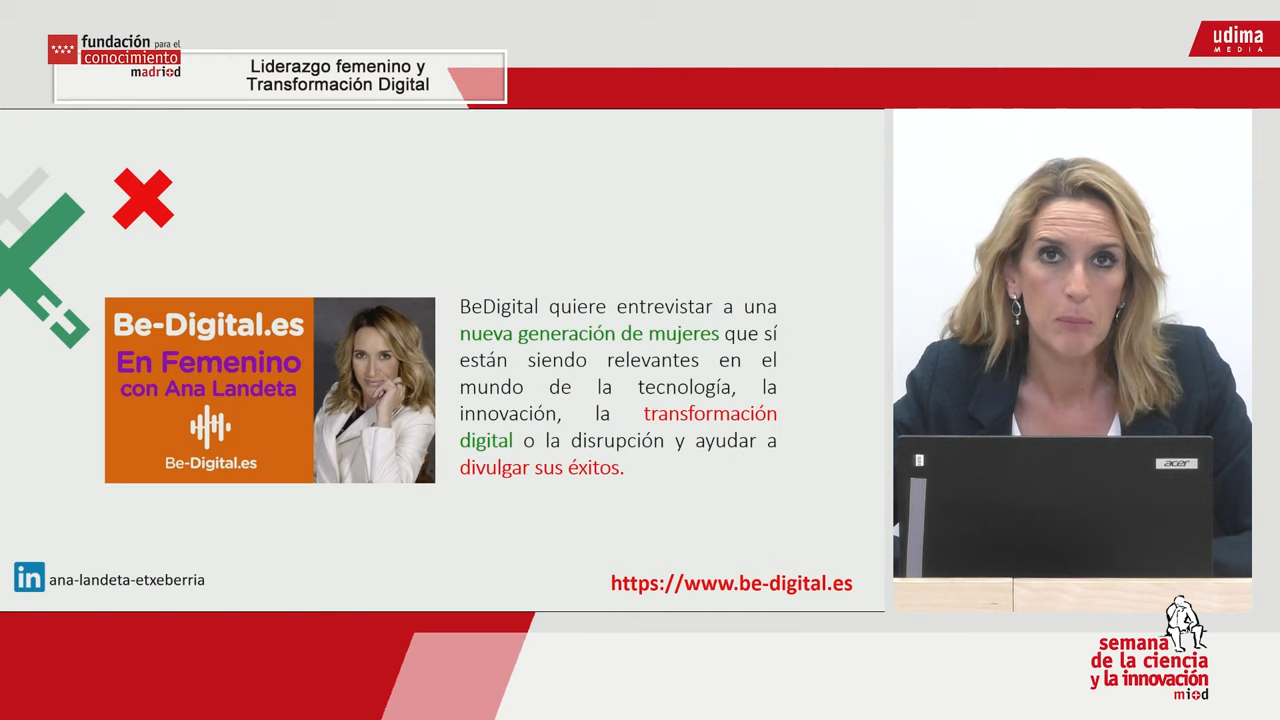 fundación para el
conocimiento
madri+d
Liderazgo femenino y
Transformación Digital
udima
MEDIA
Be-Digital.es
En Femenino
con Ana Landeta
Be-Digital.es
BeDigital quiere entrevistar a una
nueva generación de mujeres que sí
están siendo relevantes en el
mundo de la tecnología, la
innovación, la transformación
digital o la disrupción y ayudar a
divulgar sus éxitos.
acer
in ana-landeta-etxeberria
https://www.be-digital.es
semana
de la ciencia
y la innovación
mi+d